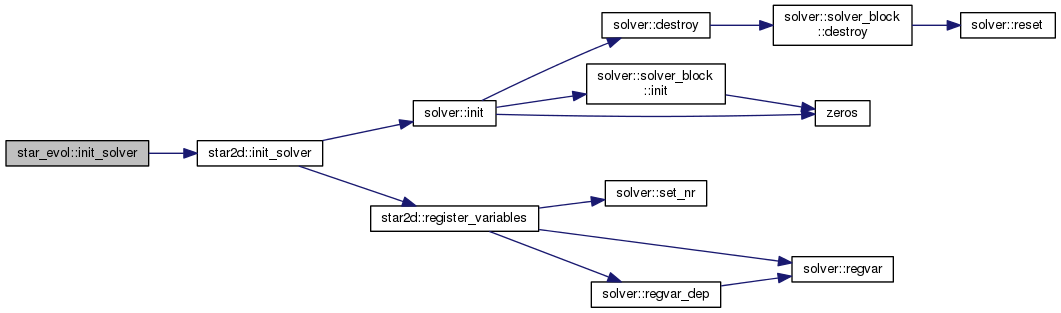 solver::destroy
solver::solver_block
::destroy
solver::reset
solver::solver_block
::init
solver::init
zeros
star_evol::init_solver
star2d::init_solver
solver::set_nr
star2d::register_variables
solver::regvar
solver::regvar_dep